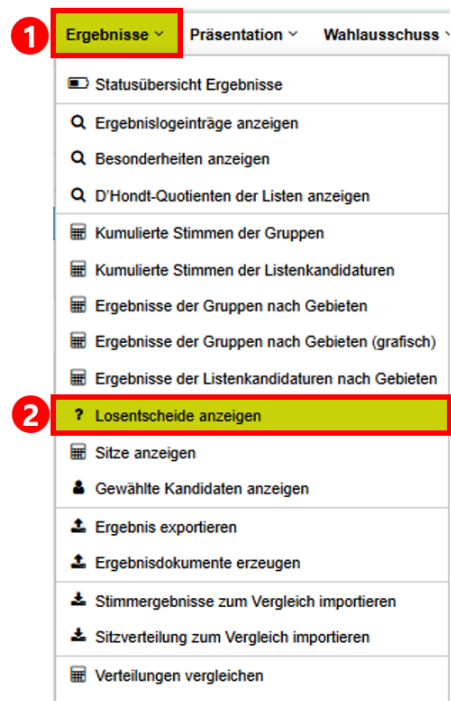 1 Ergebnisse Präsentation Wahlausschuss
Statusübersicht Ergebnisse
Ergebnislogeinträge anzeigen
Besonderheiten anzeigen
D'Hondt-Quotienten der Listen anzeigen
Kumulierte Stimmen der Gruppen
Kumulierte Stimmen der Listenkandidaturen
Ergebnisse der Gruppen nach Gebieten
Ergebnisse der Gruppen nach Gebieten (grafisch)
Ergebnisse der Listenkandidaturen nach Gebieten
2 ? Losentscheide anzeigen
Sitze anzeigen
Gewählte Kandidaten anzeigen
Ergebnis exportieren
Ergebnisdokumente erzeugen
Stimmergebnisse zum Vergleich importieren
Sitzverteilung zum Vergleich importieren
Verteilungen vergleichen